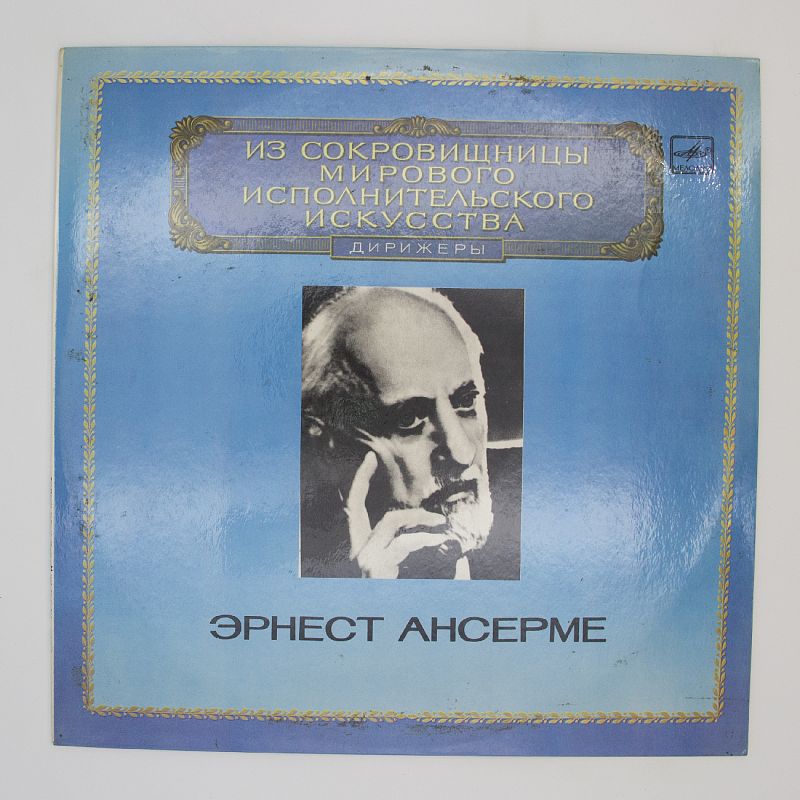 ИЗ СОКРОВИЩНИЦЫ
МИРОВОГО
ИСПОЛНИТЕЛЬСКОГО
ИСКУССТВА
ДИРИЖЕРЫ
ЭРНЕСТ АНСЕРМЕ